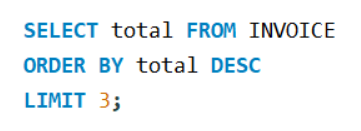 SELECT total FROM INVOICE
ORDER BY total DESC
LIMIT 3;